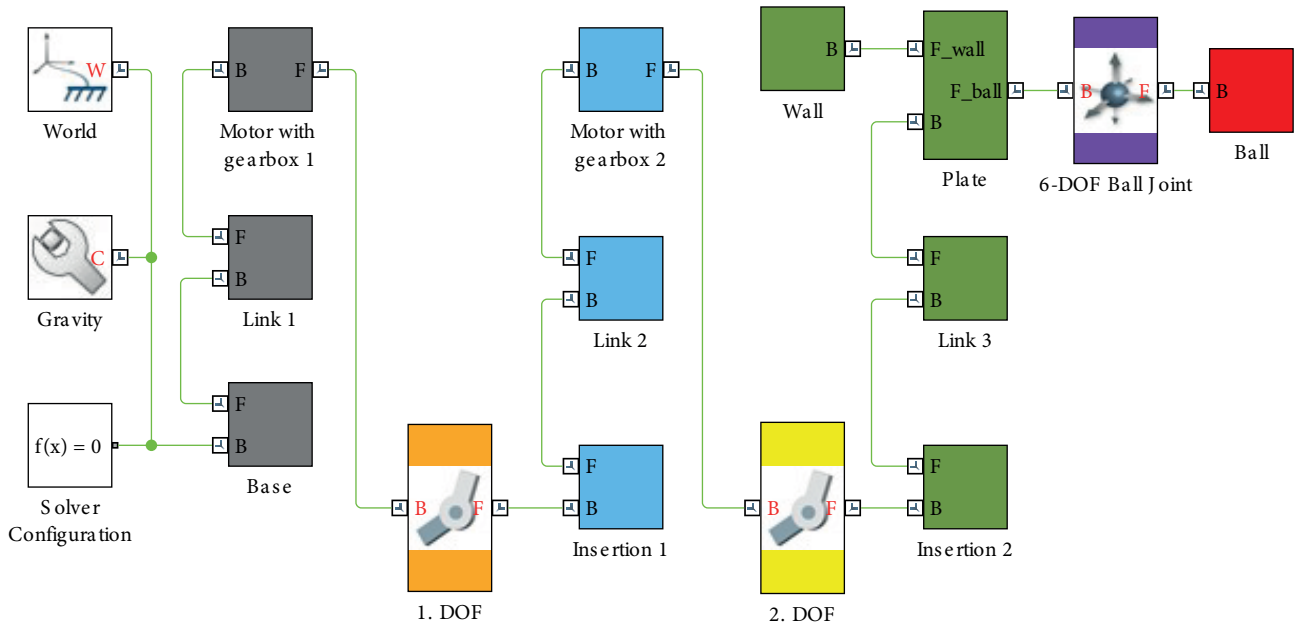 W
World
C
Gravity
f(x) = 0
Solver
Configuration
B
F
Motor with
gearbox 1
F
B
Link 1
F
B
Base
B
F
1. DOF
B
F
Motor with
gearbox 2
F
B
Link 2
F
B
Insertion 1
B
F
2. DOF
B
Wall
F_wall
F_ball
B
Plate
F
B
Link 3
F
B
Insertion 2
B
F
6-DOF Ball Joint
B
Ball